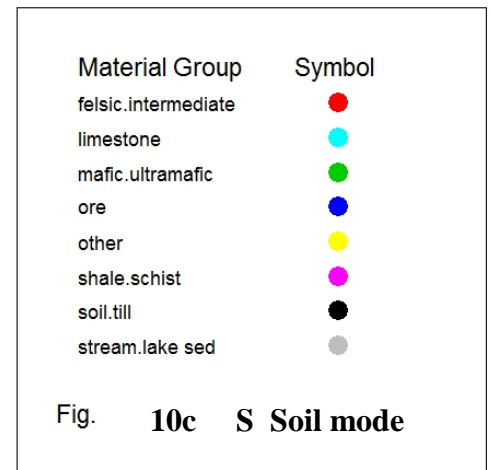 Material Group Symbol
felsic.intermediate
limestone
mafic.ultramafic
ore
other
shale.schist
soil.till
stream.lake sed
Fig. 10c S Soil mode